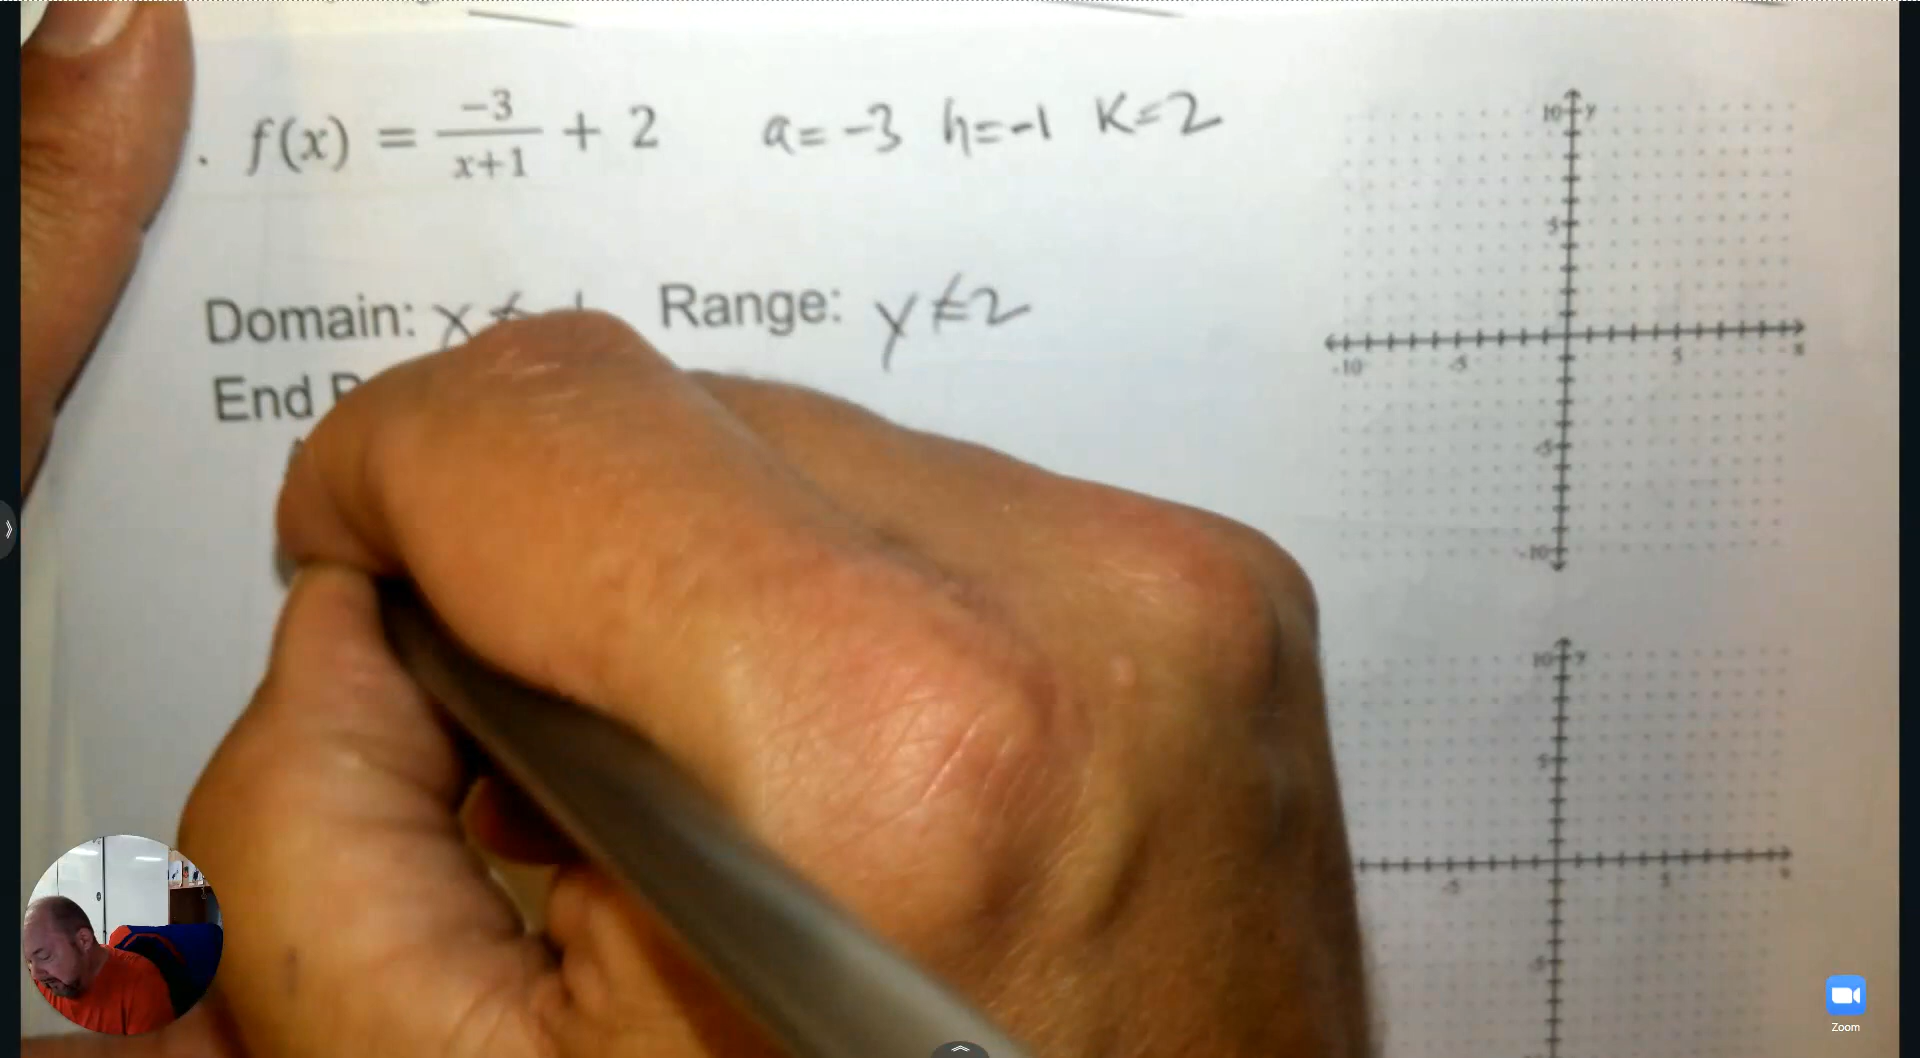 . f(x) = -3/(x+1) + 2 a = -3 h = -1 K = 2
Domain: x ≠ Range: y ≠ 2
End
10 y
5
-10 -5 5 x
-5
-10
10 y
5
-5 5 x
-5
Zoom